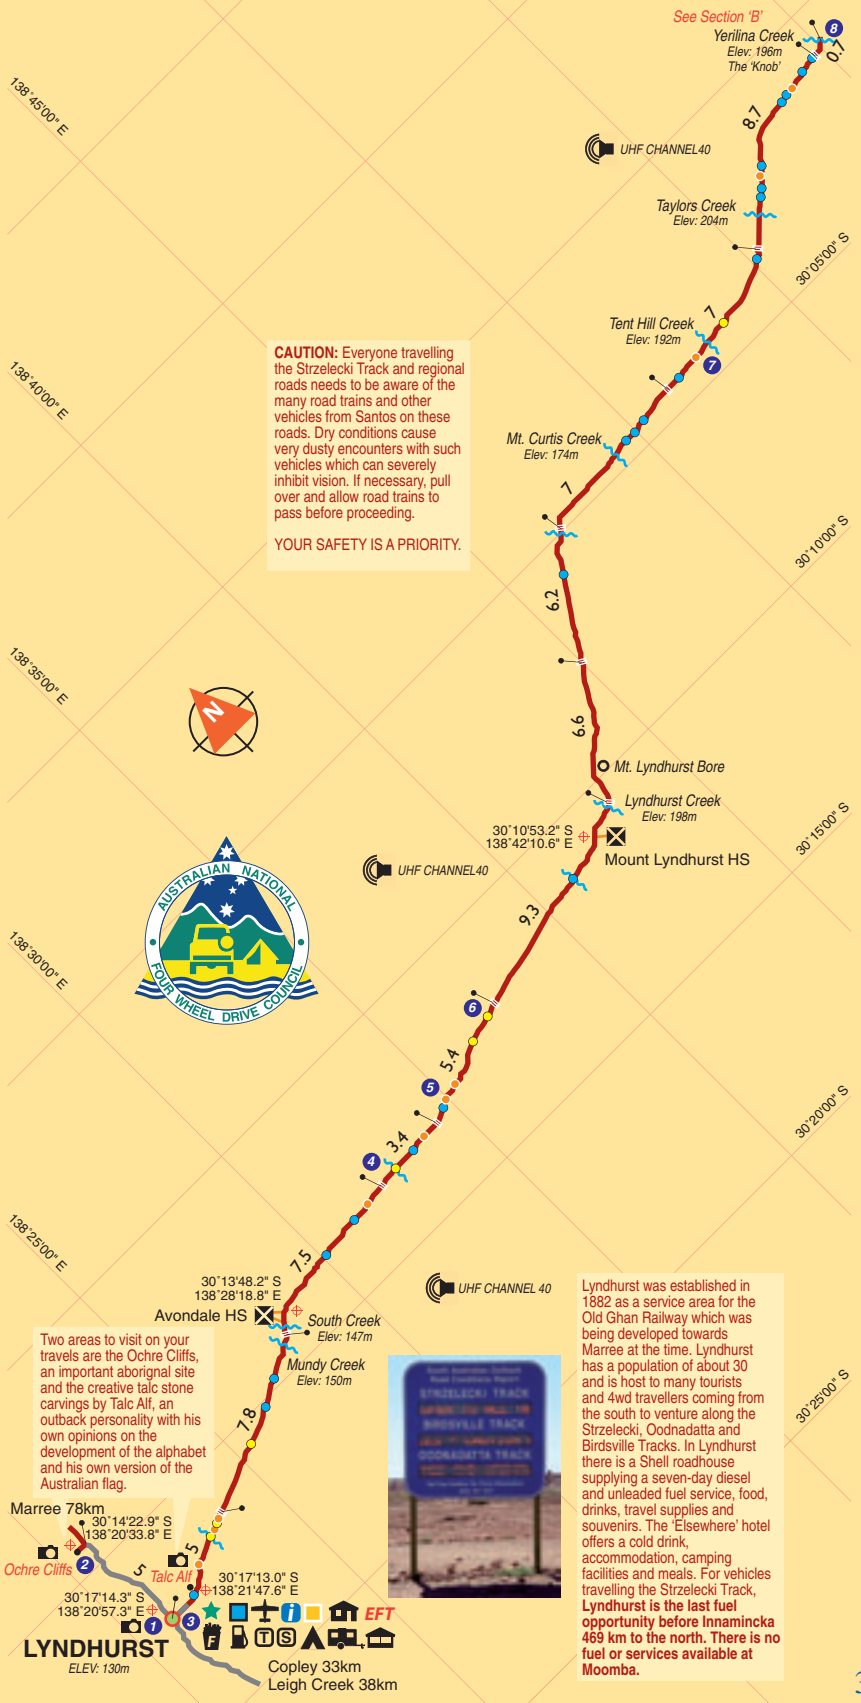 See Section 'B'
8
Yerilina Creek
Elev: 196m
The 'Knob'
0.7
138°45'00" E
8.7
UHF CHANNEL40
Taylors Creek
Elev: 204m
30°05'00" S
7
Tent Hill Creek
Elev: 192m
7
CAUTION: Everyone travelling
the Strzelecki Track and regional
roads needs to be aware of the
many road trains and other
vehicles from Santos on these
roads. Dry conditions cause
very dusty encounters with such
vehicles which can severely
inhibit vision. If necessary, pull
over and allow road trains to
pass before proceeding.
YOUR SAFETY IS A PRIORITY.
138°40'00" E
Mt. Curtis Creek
Elev: 174m
7
30°10'00" S
6.2
138°35'00" E
N
6.6
Mt. Lyndhurst Bore
Lyndhurst Creek
Elev: 198m
30°10'53.2" S
138°42'10.6" E
Mount Lyndhurst HS
30°15'00" S
AUSTRALIAN NATIONAL
FOUR WHEEL DRIVE COUNCIL
UHF CHANNEL40
9.3
138°30'00" E
6
5.4
5
3.4
4
30°20'00" S
138°25'00" E
7.5
30°13'48.2" S
138°28'18.8" E
Avondale HS
South Creek
Elev: 147m
Mundy Creek
Elev: 150m
UHF CHANNEL 40
7.8
Two areas to visit on your
travels are the Ochre Cliffs,
an important aborignal site
and the creative talc stone
carvings by Talc Alf, an
outback personality with his
own opinions on the
development of the alphabet
and his own version of the
Australian flag.
South Australian Outback
Road Conditions Report
STRZELECKI TRACK
BIRDSVILLE TRACK
OODNADATTA TRACK
Lyndhurst was established in
1882 as a service area for the
Old Ghan Railway which was
being developed towards
Marree at the time. Lyndhurst
has a population of about 30
and is host to many tourists
and 4wd travellers coming from
the south to venture along the
Strzelecki, Oodnadatta and
Birdsville Tracks. In Lyndhurst
there is a Shell roadhouse
supplying a seven-day diesel
and unleaded fuel service, food,
drinks, travel supplies and
souvenirs. The 'Elsewhere' hotel
offers a cold drink,
accommodation, camping
facilities and meals. For vehicles
travelling the Strzelecki Track,
Lyndhurst is the last fuel
opportunity before Innamincka
469 km to the north. There is no
fuel or services available at
Moomba.
30°25'00" S
Marree 78km
30°14'22.9" S
138°20'33.8" E
Ochre Cliffs
2
5
Talc Alf
5
30°17'13.0" S
138°21'47.6" E
30°17'14.3" S
138°20'57.3" E
1
3
i
EFT
F
T
S
LYNDHURST
ELEV: 130m
Copley 33km
Leigh Creek 38km